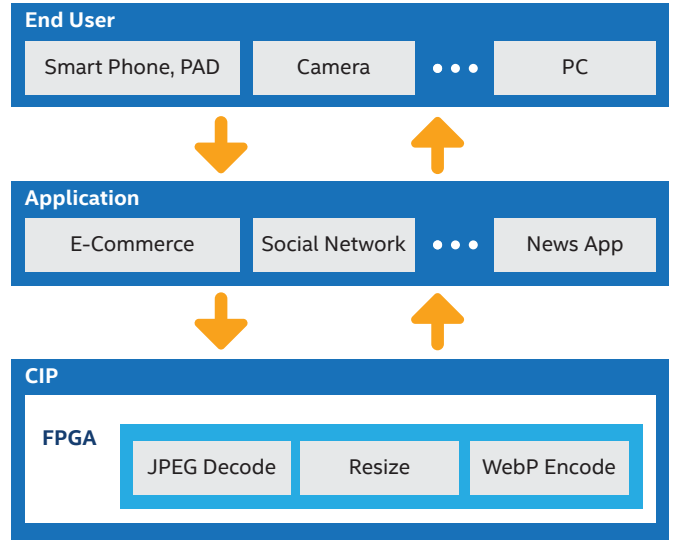 End User
Smart Phone, PAD
Camera
PC
Application
E-Commerce
Social Network
News App
CIP
FPGA
JPEG Decode
Resize
WebP Encode